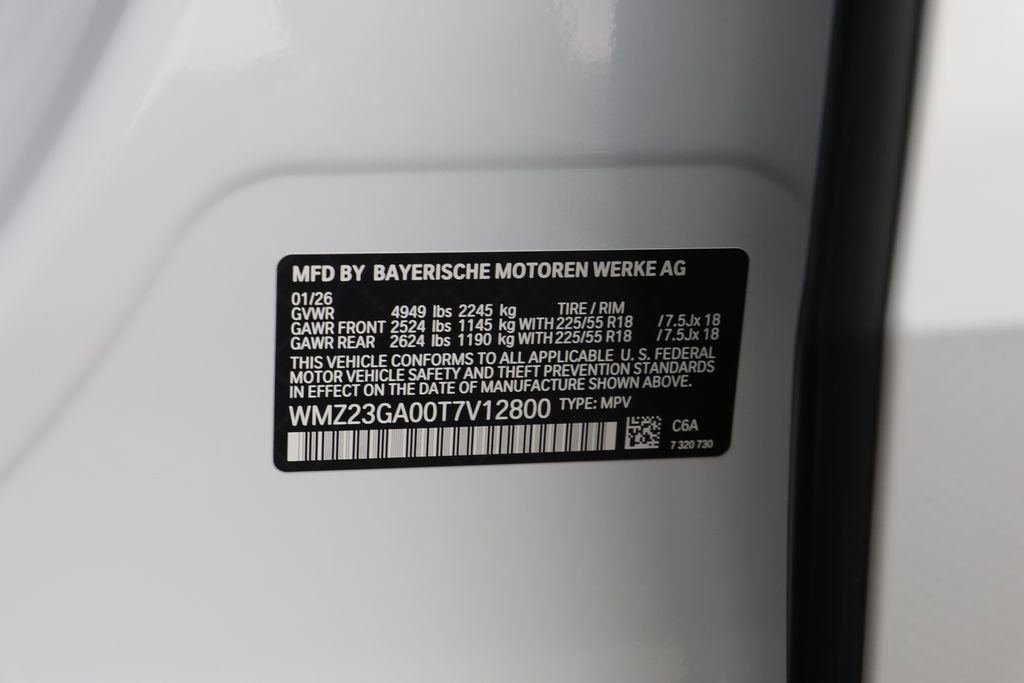 MFD BY BAYERISCHE MOTOREN WERKE AG
01/26
GVWR 4949 lbs 2245 kg TIRE / RIM
GAWR FRONT 2524 lbs 1145 kg WITH 225/55 R18 /7.5Jx 18
GAWR REAR 2624 lbs 1190 kg WITH 225/55 R18 /7.5Jx 18
THIS VEHICLE CONFORMS TO ALL APPLICABLE U. S. FEDERAL
MOTOR VEHICLE SAFETY AND THEFT PREVENTION STANDARDS
IN EFFECT ON THE DATE OF MANUFACTURE SHOWN ABOVE.
WMZ23GA00T7V12800 TYPE: MPV
C6A
7 320 730